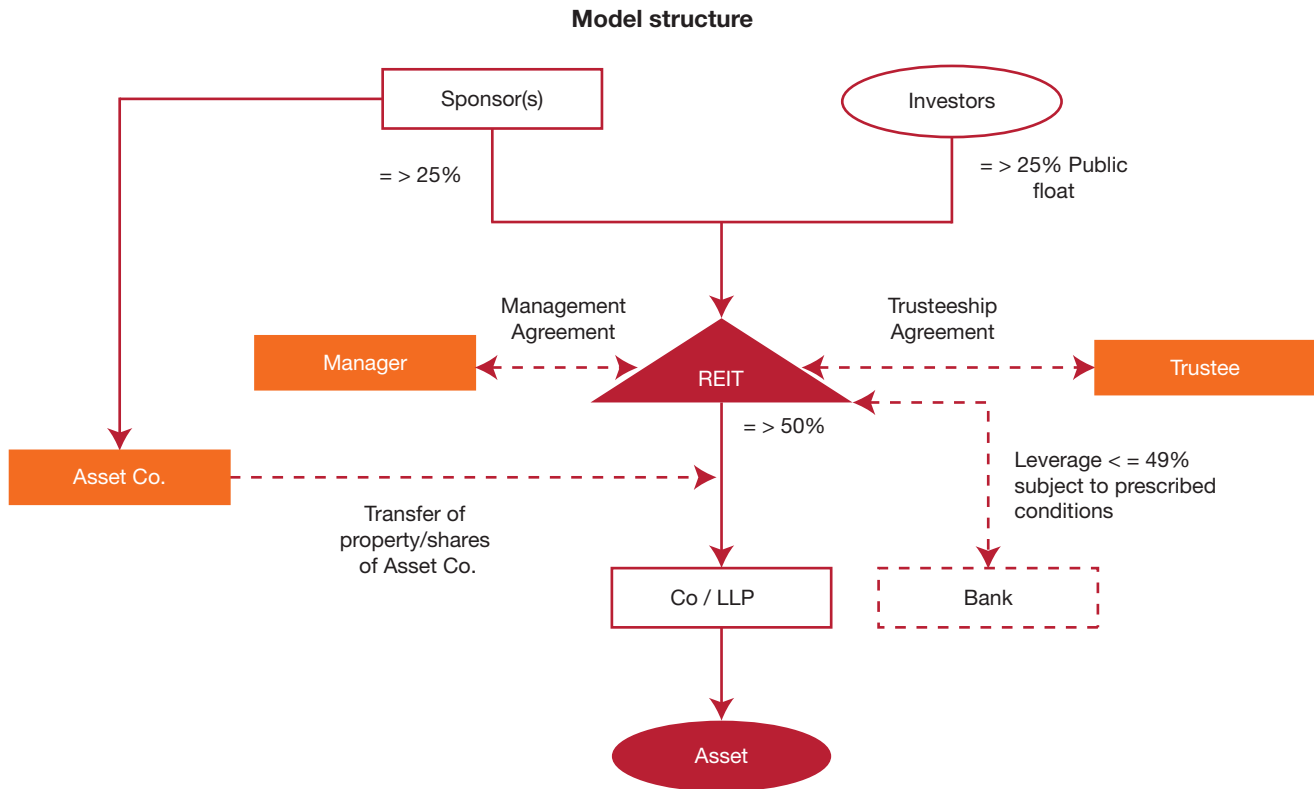 Model structure
Sponsor(s)
Investors
= > 25%
= > 25% Public
float
Management
Agreement
Trusteeship
Agreement
Manager
REIT
Trustee
= > 50%
Asset Co.
Leverage < = 49%
subject to prescribed
conditions
Transfer of
property/shares
of Asset Co.
Co / LLP
Bank
Asset